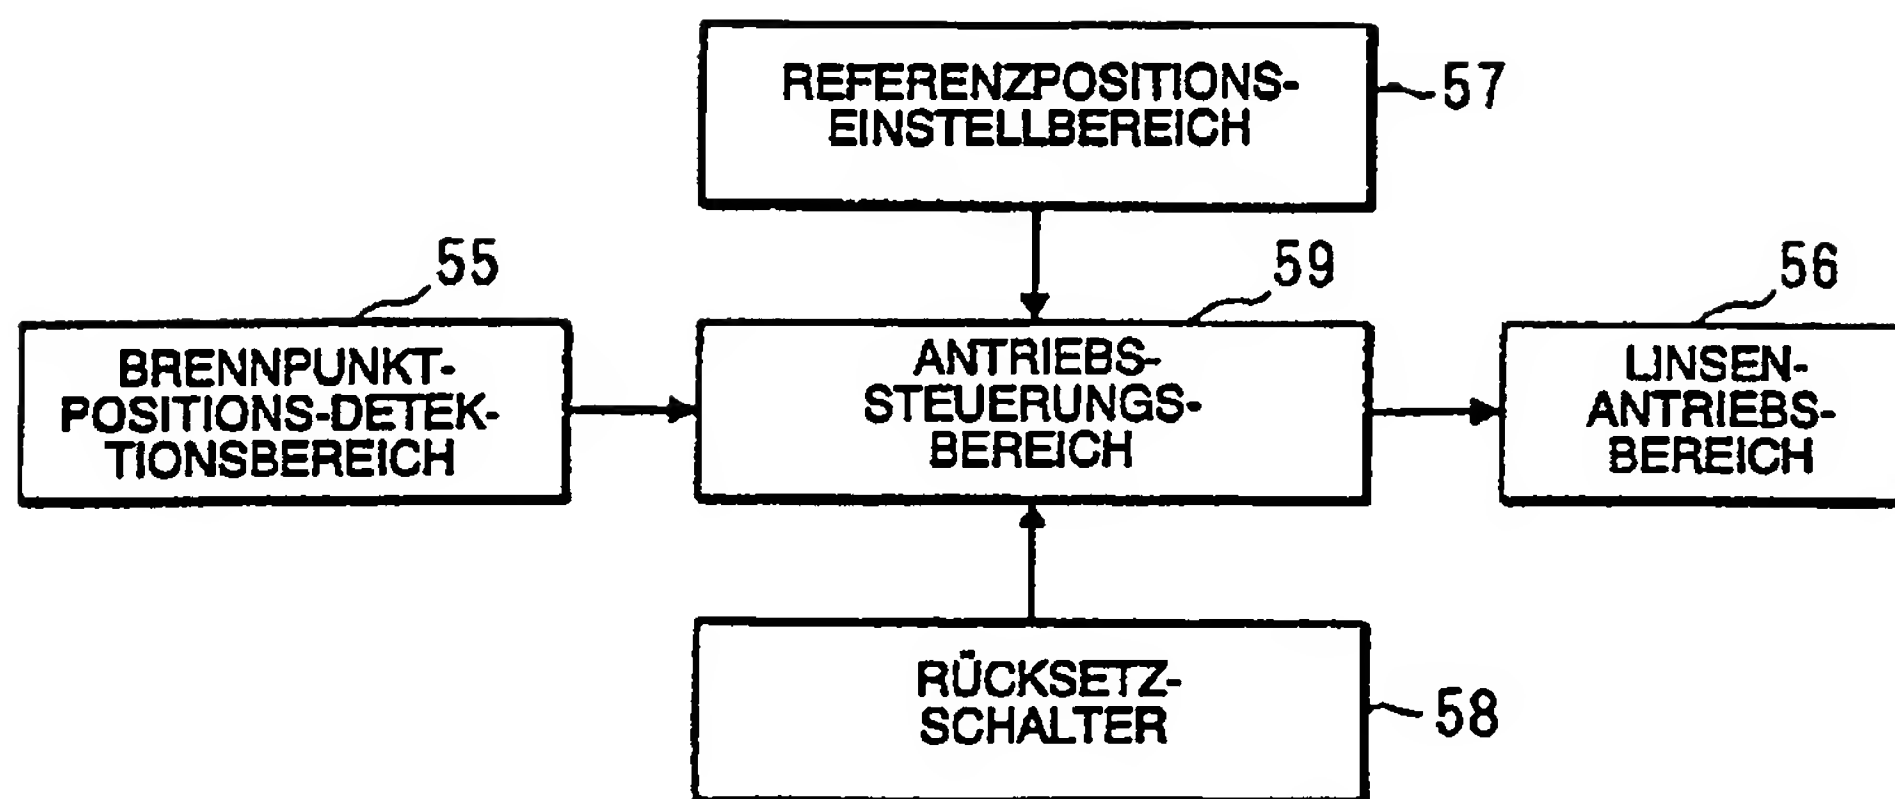 REFERENZPOSITIONS-
EINSTELLBEREICH
57
55
BRENNPUNKT-
POSITIONS-DETEK-
TIONSBEREICH
59
ANTRIEBS-
STEUERUNGS-
BEREICH
56
LINSEN-
ANTRIEBS-
BEREICH
RÜCKSETZ-
SCHALTER
58